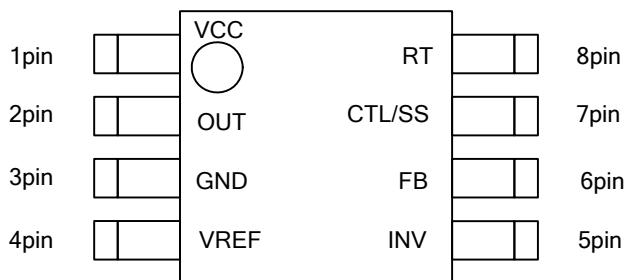 VCC
1pin RT 8pin
2pin OUT CTL/SS 7pin
3pin GND FB 6pin
4pin VREF INV 5pin